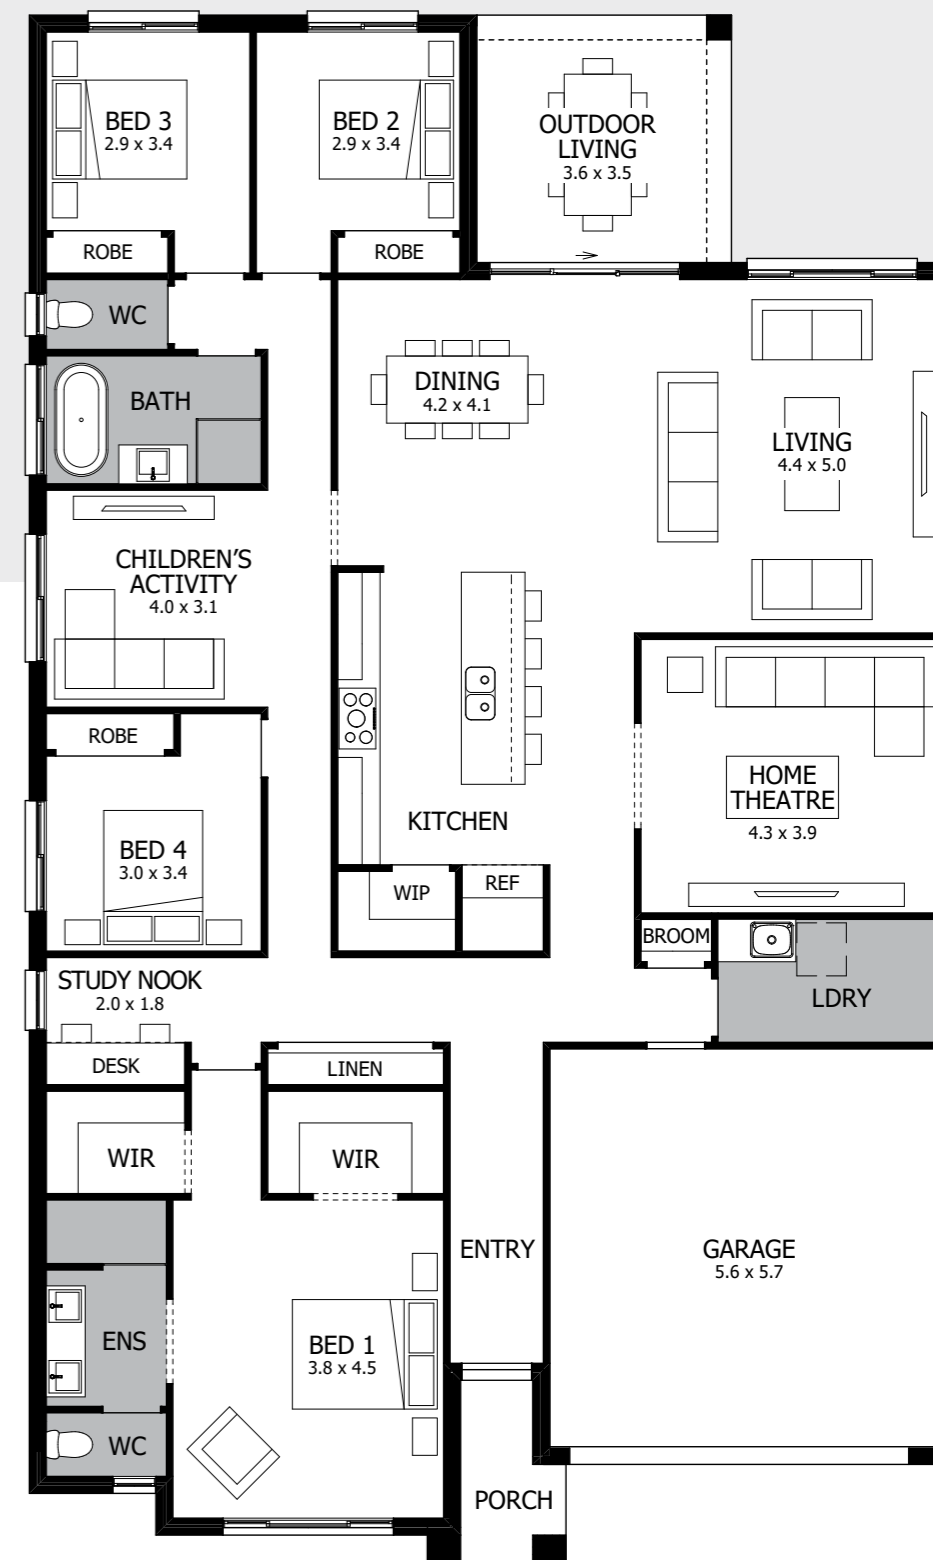 BED 3
2.9 x 3.4
BED 2
2.9 x 3.4
OUTDOOR
LIVING
3.6 x 3.5
ROBE
ROBE
WC
BATH
DINING
4.2 x 4.1
LIVING
4.4 x 5.0
CHILDREN'S
ACTIVITY
4.0 x 3.1
ROBE
BED 4
3.0 x 3.4
KITCHEN
HOME
THEATRE
4.3 x 3.9
WIP
REF
BROOM
STUDY NOOK
2.0 x 1.8
LDRY
DESK
LINEN
WIR
WIR
ENTRY
GARAGE
5.6 x 5.7
ENS
BED 1
3.8 x 4.5
WC
PORCH